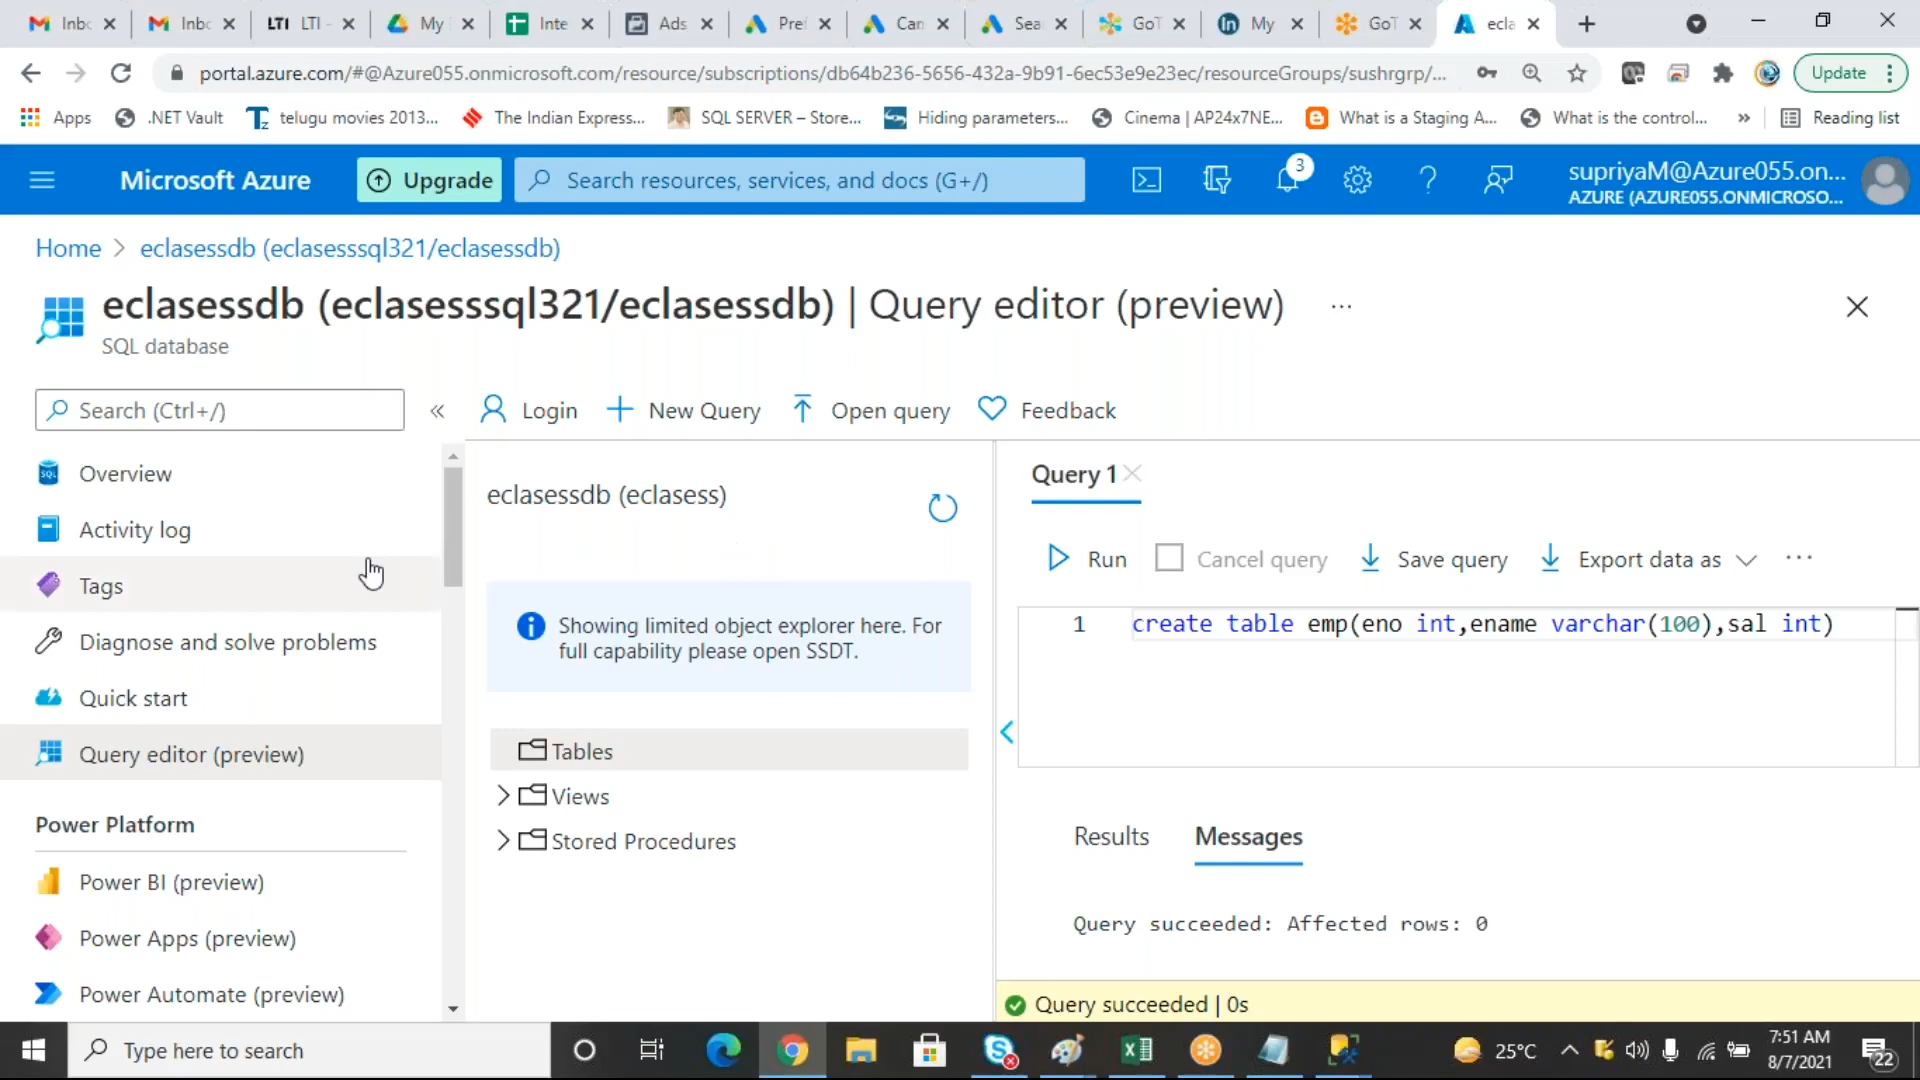 Inbc
Inbc
LTI LTI -
My
Inte
Ads
Pre
Can
Sea
GoT
My
GoT
ecla
portal.azure.com/#@Azure055.onmicrosoft.com/resource/subscriptions/db64b236-5656-432a-9b91-6ec53e9e23ec/resourceGroups/sushrgrp/...
Update
Apps
.NET Vault
telugu movies 2013...
The Indian Express...
SQL SERVER – Store...
Hiding parameters...
Cinema | AP24x7NE...
What is a Staging A...
What is the control...
»
Reading list
Microsoft Azure
Upgrade
Search resources, services, and docs (G+/)
3
supriyaM@Azure055.on...
AZURE (AZURE055.ONMICROSO...
Home > eclasessdb (eclasesssql321/eclasessdb)
eclasessdb (eclasesssql321/eclasessdb) | Query editor (preview) ...
SQL database
Search (Ctrl+/)
«
Login
New Query
Open query
Feedback
Overview
Activity log
Tags
Diagnose and solve problems
Quick start
Query editor (preview)
Power Platform
Power BI (preview)
Power Apps (preview)
Power Automate (preview)
eclasessdb (eclasess)
Showing limited object explorer here. For
full capability please open SSDT.
Tables
Views
Stored Procedures
Query 1
Run
Cancel query
Save query
Export data as
...
1 create table emp(eno int,ename varchar(100),sal int)
Results
Messages
Query succeeded: Affected rows: 0
Query succeeded | 0s
Type here to search
25°C
7:51 AM
8/7/2021
22